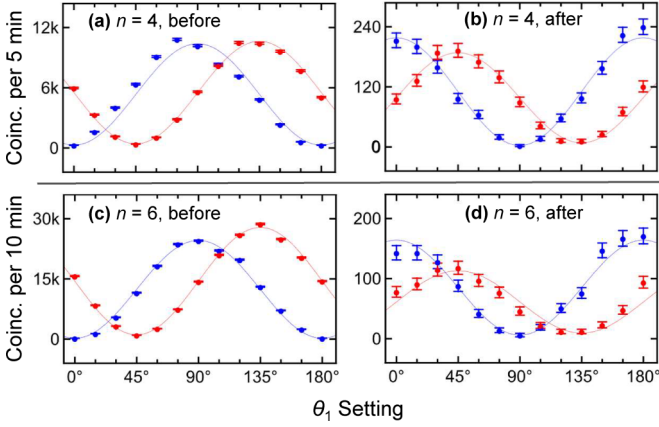 (a) n = 4, before
(b) n = 4, after
Coinc. per 5 min
12k
6k
0
240
120
0
(c) n = 6, before
(d) n = 6, after
Coinc. per 10 min
30k
15k
0
200
100
0
0° 45° 90° 135° 180°
0° 45° 90° 135° 180°
θ₁ Setting